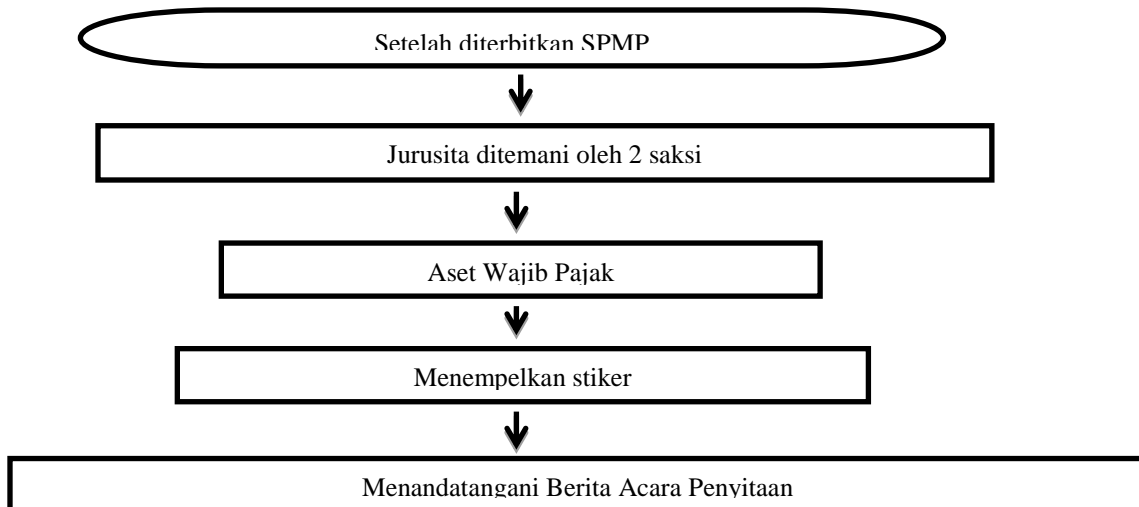 Setelah diterbitkan SPMP
Jurusita ditemani oleh 2 saksi
Aset Wajib Pajak
Menempelkan stiker
Menandatangani Berita Acara Penyitaan